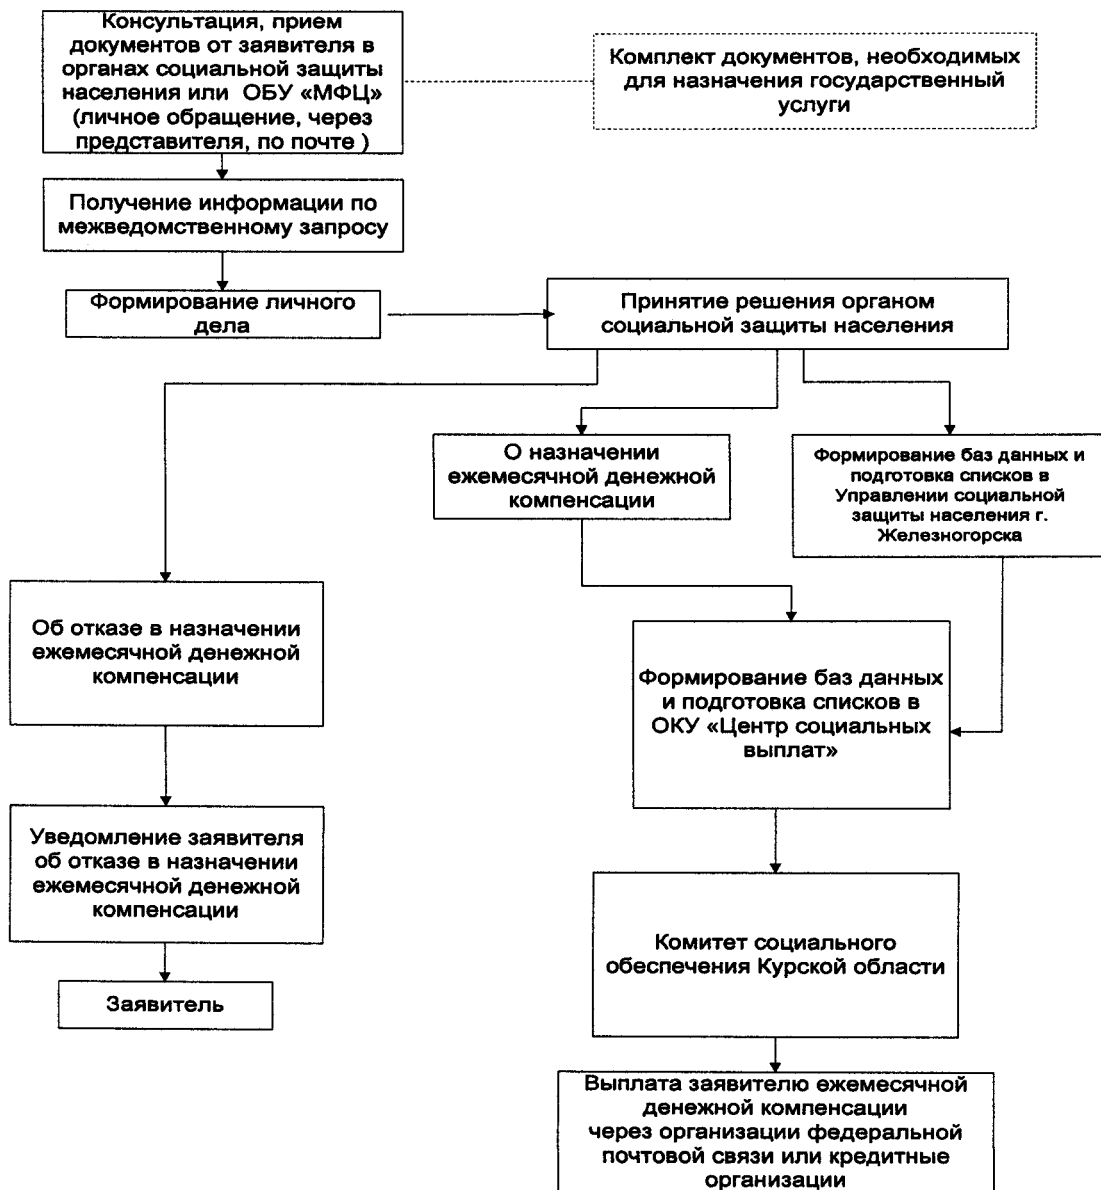 Консультация, прием
документов от заявителя в
органах социальной защиты
населения или ОБУ «МФЦ»
(личное обращение, через
представителя, по почте )
Комплект документов, необходимых
для назначения государственный
услуги
Получение информации по
межведомственному запросу
Формирование личного
дела
Принятие решения органом
социальной защиты населения
О назначении
ежемесячной денежной
компенсации
Формирование баз данных и
подготовка списков в
Управлении социальной
защиты населения г.
Железногорска
Об отказе в назначении
ежемесячной денежной
компенсации
Формирование баз данных
и подготовка списков в
ОКУ «Центр социальных
выплат»
Уведомление заявителя
об отказе в назначении
ежемесячной денежной
компенсации
Комитет социального
обеспечения Курской области
Заявитель
Выплата заявителю ежемесячной
денежной компенсации
через организации федеральной
почтовой связи или кредитные
организации